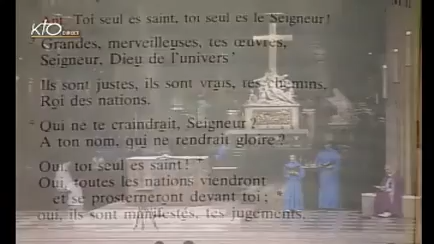 KTO
DIRECT
Ant. Toi seul es saint, toi seul es le Seigneur !
Grandes, merveilleuses, tes œuvres,
Seigneur, Dieu de l'univers !
Ils sont justes, ils sont vrais, tes chemins,
Roi des nations.
Qui ne te craindrait, Seigneur ?
A ton nom, qui ne rendrait gloire ?
Oui, toi seul es saint !
Oui, toutes les nations viendront
et se prosterneront devant toi ;
oui, ils sont manifestés, tes jugements.